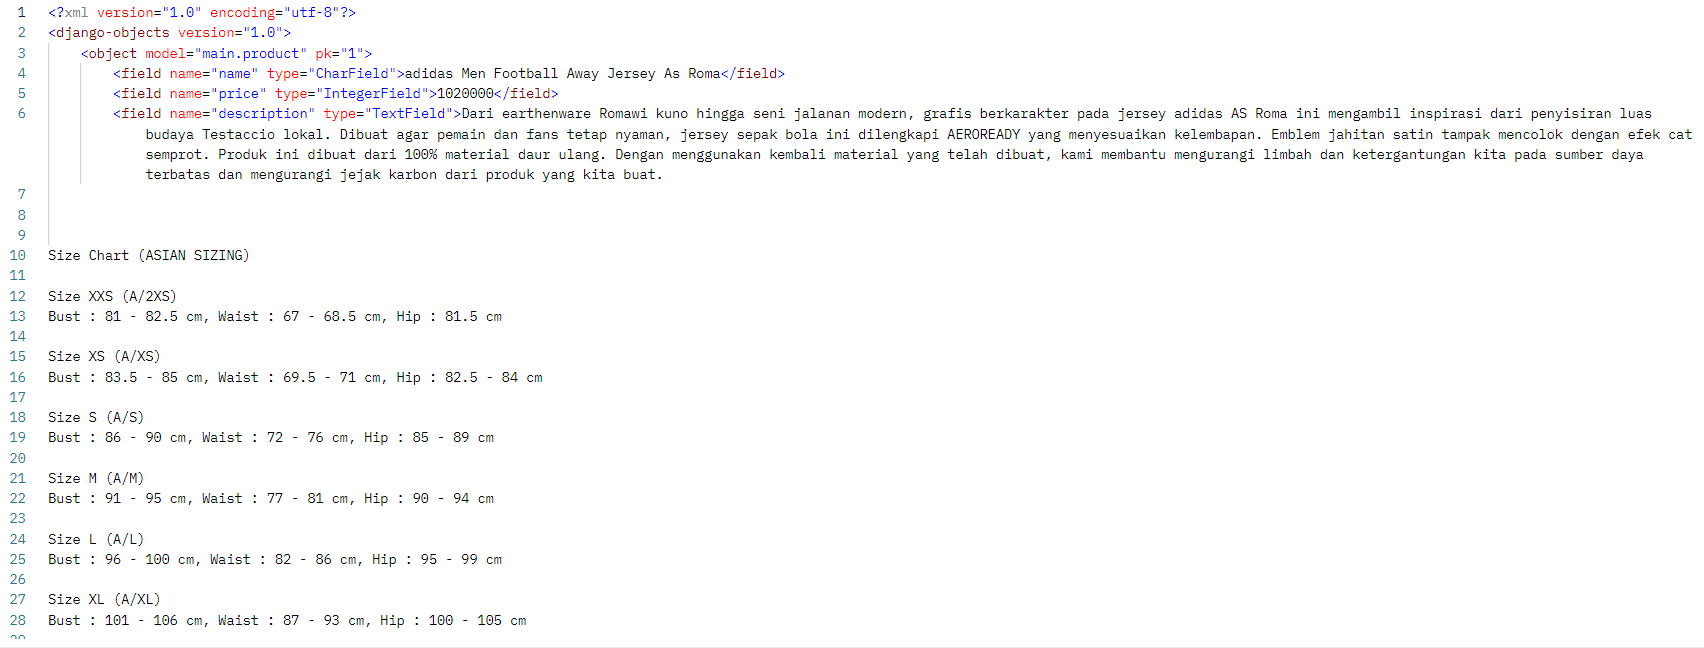 1 <?xml version="1.0" encoding="utf-8"?>
2 <django-objects version="1.0">
3 <object model="main.product" pk="1">
4 <field name="name" type="CharField">adidas Men Football Away Jersey As Roma</field>
5 <field name="price" type="IntegerField">1020000</field>
6 <field name="description" type="TextField">Dari earthenware Romawi kuno hingga seni jalanan modern, grafis berkarakter pada jersey adidas AS Roma ini mengambil inspirasi dari penyisiran luas
budaya Testaccio lokal. Dibuat agar pemain dan fans tetap nyaman, jersey sepak bola ini dilengkapi AEROREADY yang menyesuaikan kelembapan. Emblem jahitan satin tampak mencolok dengan efek cat
semprot. Produk ini dibuat dari 100% material daur ulang. Dengan menggunakan kembali material yang telah dibuat, kami membantu mengurangi limbah dan ketergantungan kita pada sumber daya
terbatas dan mengurangi jejak karbon dari produk yang kita buat.
7
8
9
10 Size Chart (ASIAN SIZING)
11
12 Size XXS (A/2XS)
13 Bust : 81 - 82.5 cm, Waist : 67 - 68.5 cm, Hip : 81.5 cm
14
15 Size XS (A/XS)
16 Bust : 83.5 - 85 cm, Waist : 69.5 - 71 cm, Hip : 82.5 - 84 cm
17
18 Size S (A/S)
19 Bust : 86 - 90 cm, Waist : 72 - 76 cm, Hip : 85 - 89 cm
20
21 Size M (A/M)
22 Bust : 91 - 95 cm, Waist : 77 - 81 cm, Hip : 90 - 94 cm
23
24 Size L (A/L)
25 Bust : 96 - 100 cm, Waist : 82 - 86 cm, Hip : 95 - 99 cm
26
27 Size XL (A/XL)
28 Bust : 101 - 106 cm, Waist : 87 - 93 cm, Hip : 100 - 105 cm